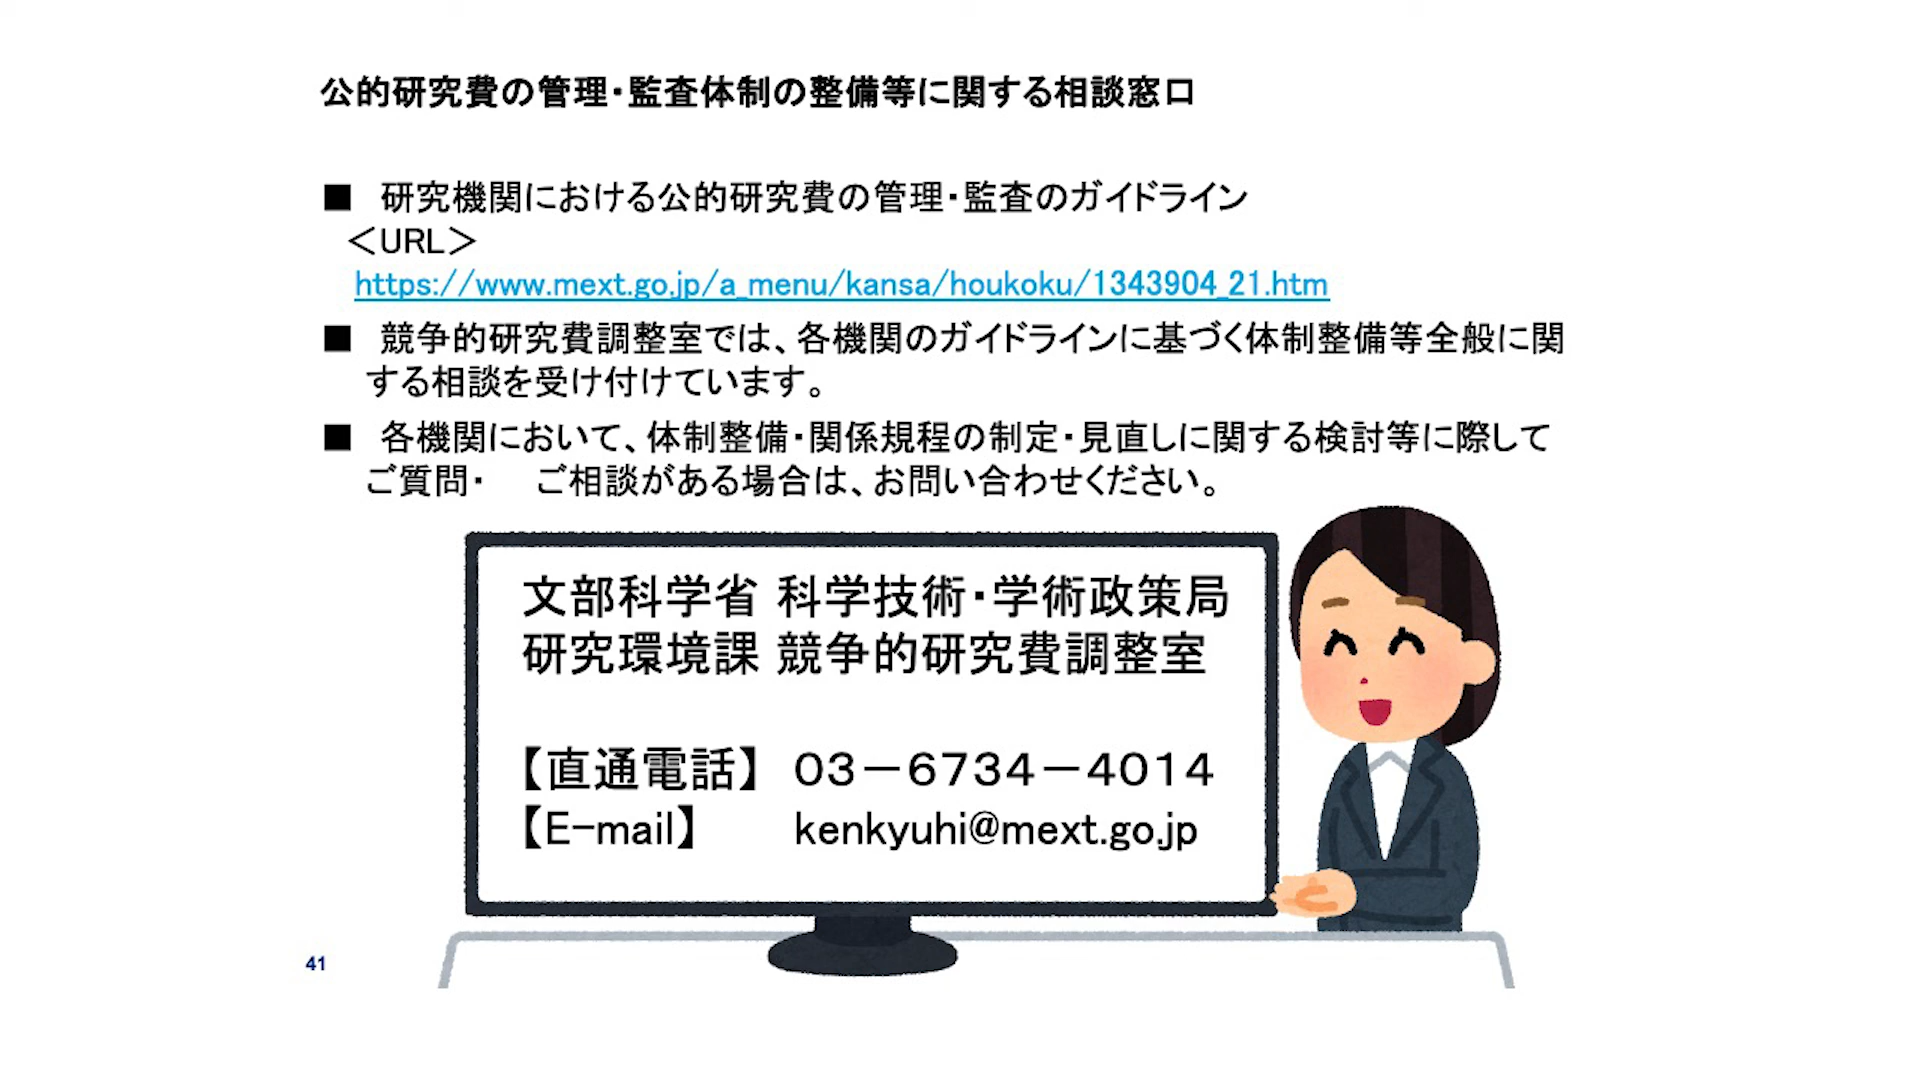 公的研究費の管理・監査体制の整備等に関する相談窓口
■ 研究機関における公的研究費の管理・監査のガイドライン
＜URL＞
https://www.mext.go.jp/a_menu/kansa/houkoku/1343904_21.htm
■ 競争的研究費調整室では、各機関のガイドラインに基づく体制整備等全般に関
する相談を受け付けています。
■ 各機関において、体制整備・関係規程の制定・見直しに関する検討等に際して
ご質問・　ご相談がある場合は、お問い合わせください。
文部科学省 科学技術・学術政策局
研究環境課 競争的研究費調整室
【直通電話】 ０３－６７３４－４０１４
【E-mail】 kenkyuhi@mext.go.jp
41